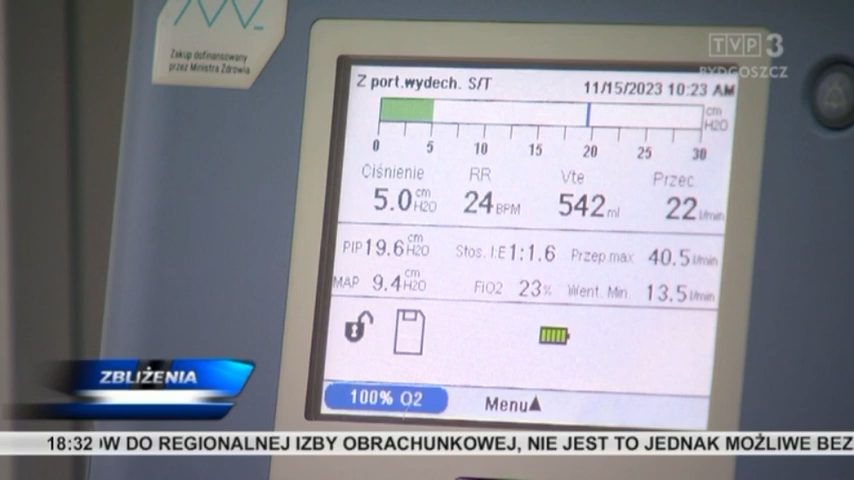 Zakup dofinansowany
przez Ministra Zdrowia
TVP3
BYDGOSZCZ
Z port.wydech. S/T 11/15/2023 10:23 AM
cm
H2O
0 5 10 15 20 25 30
Ciśnienie RR Vte Przec
5.0 cm H2O 24 BPM 542 ml 22 l/min
PIP 19.6 cm H2O Stos. I:E 1:1.6 Przep.max 40.5 l/min
MAP 9.4 cm H2O FiO2 23% Went. Min. 13.5 l/min
100% O2 Menu▲
ZBLIŻENIA
18:32 OW DO REGIONALNEJ IZBY OBRACHUNKOWEJ, NIE JEST TO JEDNAK MOŻLIWE BEZ